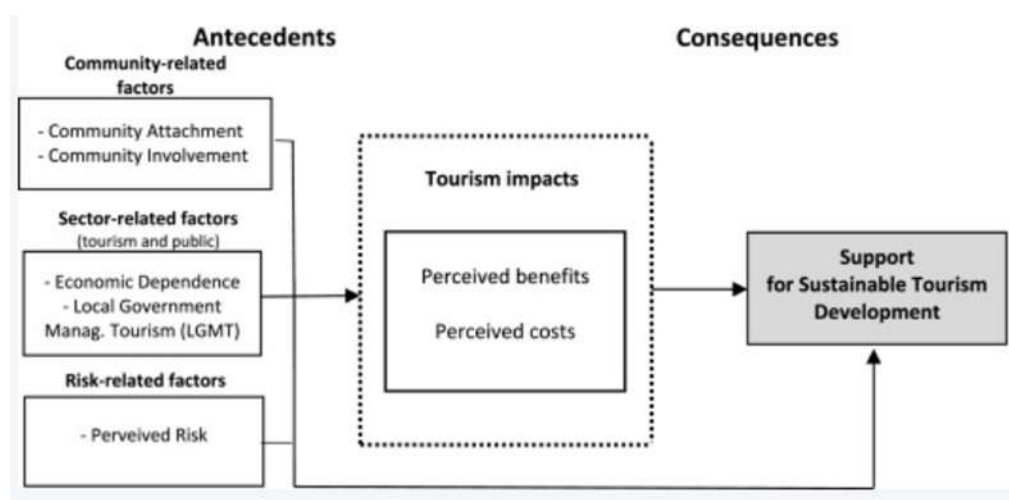 Antecedents
Community-related
factors
- Community Attachment
- Community Involvement
Sector-related factors
(tourism and public)
- Economic Dependence
- Local Government
Manag. Tourism (LGMT)
Risk-related factors
- Perveived Risk
Tourism impacts
Perceived benefits
Perceived costs
Consequences
Support
for Sustainable Tourism
Development